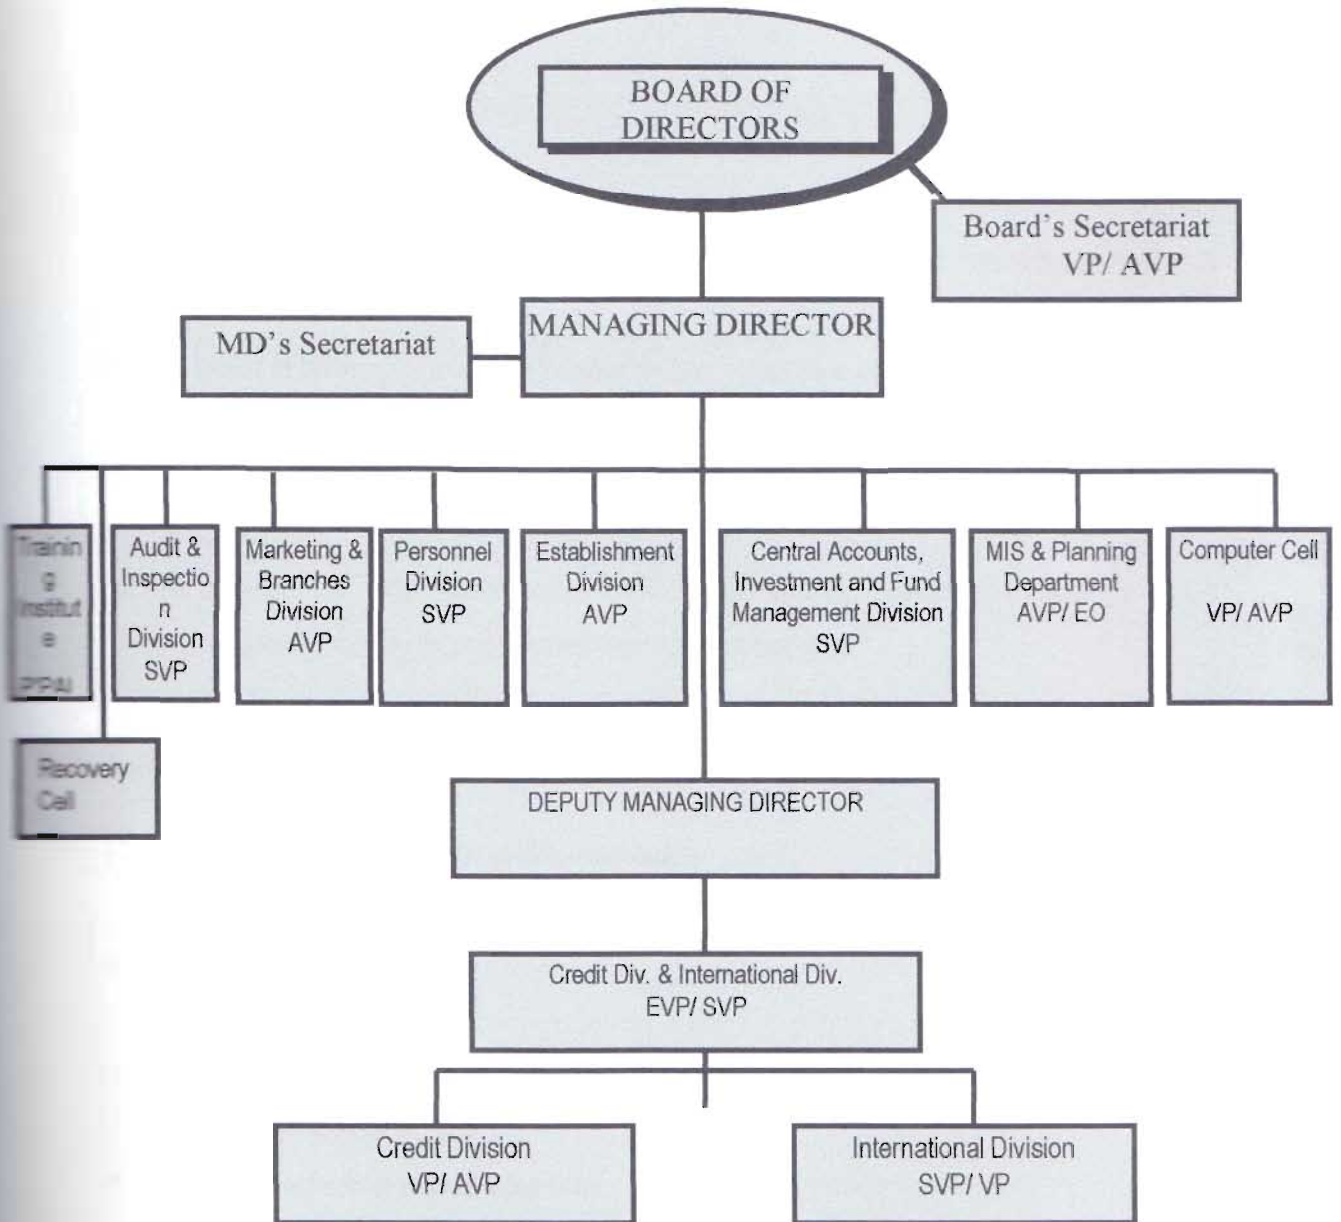 BOARD OF
DIRECTORS
Board's Secretariat
VP/ AVP
MANAGING DIRECTOR
MD's Secretariat
Trainin
g
Institut
e
Audit &
Inspectio
n
Division
SVP
Marketing &
Branches
Division
AVP
Personnel
Division
SVP
Establishment
Division
AVP
Central Accounts,
Investment and Fund
Management Division
SVP
MIS & Planning
Department
AVP/ EO
Computer Cell
VP/ AVP
Recovery
Cell
DEPUTY MANAGING DIRECTOR
Credit Div. & International Div.
EVP/ SVP
Credit Division
VP/ AVP
International Division
SVP/ VP